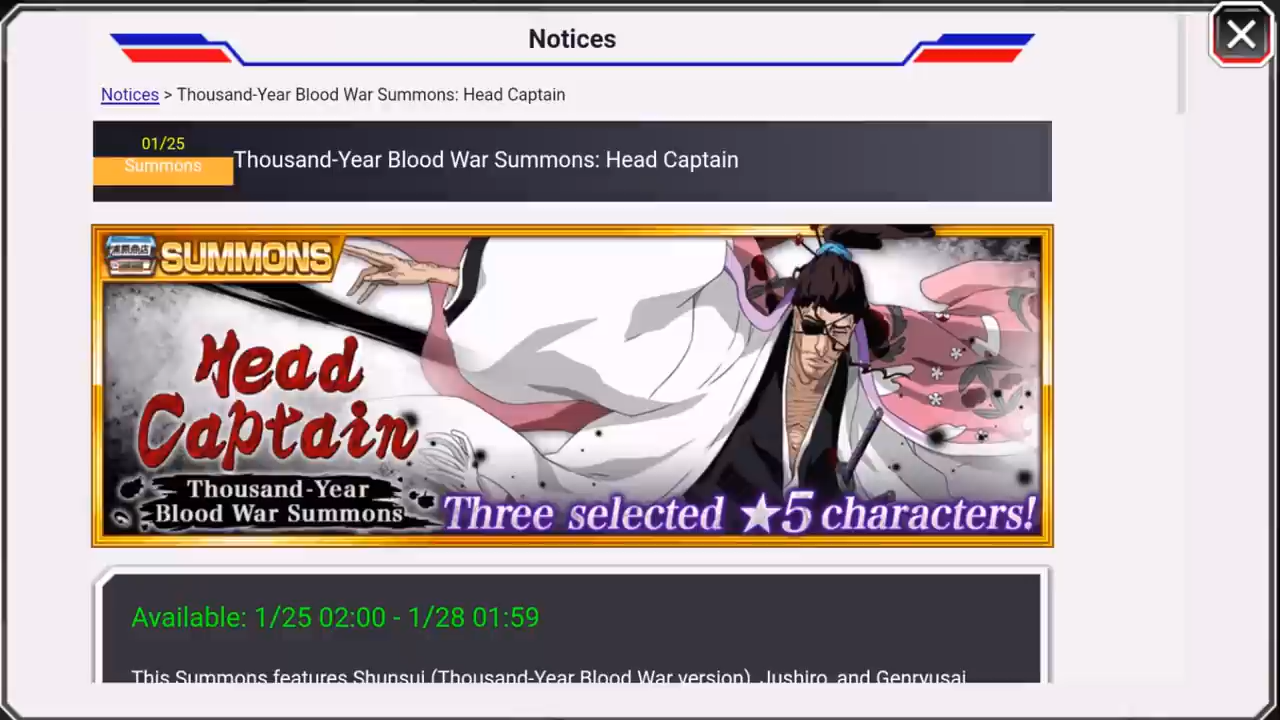 Notices
Notices > Thousand-Year Blood War Summons: Head Captain
01/25
Summons
Thousand-Year Blood War Summons: Head Captain
SUMMONS
Head
Captain
Thousand-Year
Blood War Summons
Three selected ★5 characters!
Available: 1/25 02:00 - 1/28 01:59
This Summons features Shunsui (Thousand-Year Blood War version), Jushiro, and Genryusai